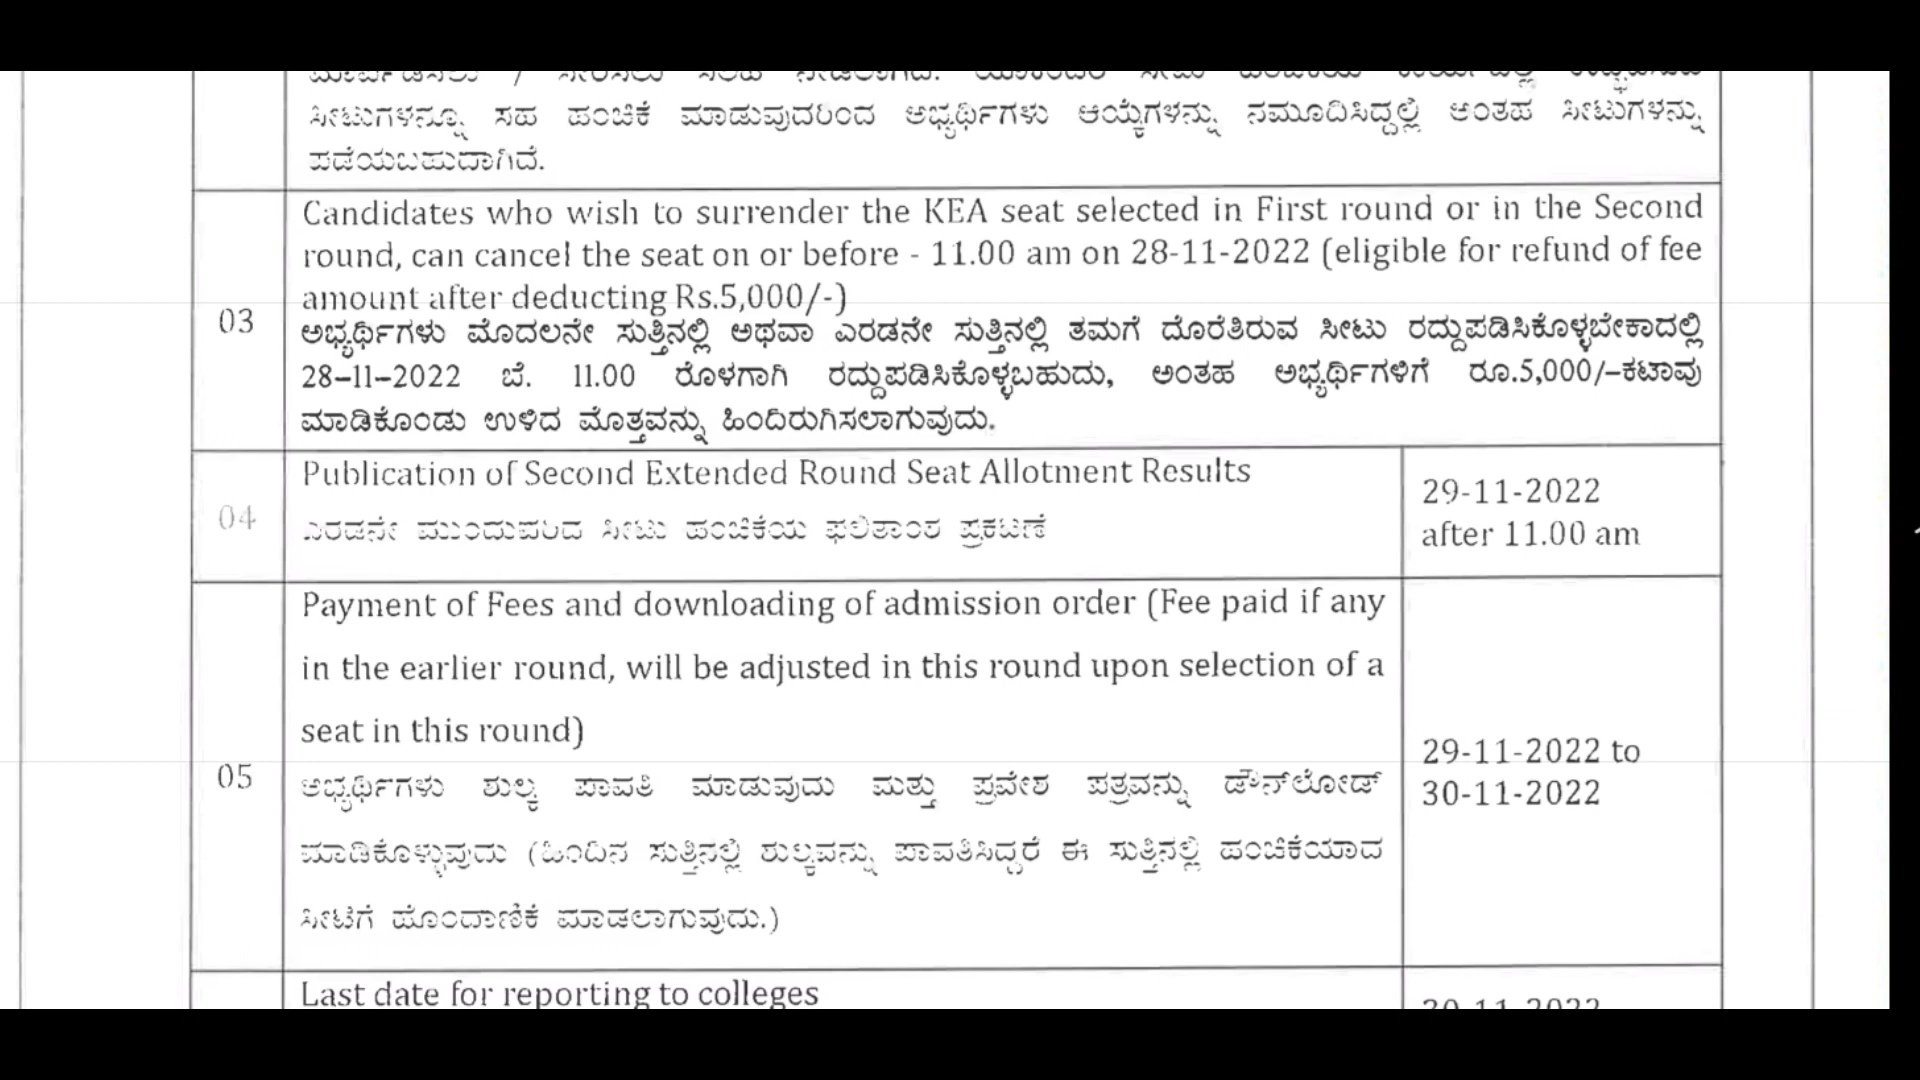 ಸೀಟುಗಳನ್ನೂ ಸಹ ಹಂಚಿಕೆ ಮಾಡುವುದರಿಂದ ಅಭ್ಯರ್ಥಿಗಳು ಆಯ್ಕೆಗಳನ್ನು ನಮೂದಿಸಿದ್ದಲ್ಲಿ ಅಂತಹ ಸೀಟುಗಳನ್ನು
ಪಡೆಯಬಹುದಾಗಿದೆ.
03
Candidates who wish to surrender the KEA seat selected in First round or in the Second
round, can cancel the seat on or before - 11.00 am on 28-11-2022 (eligible for refund of fee
amount after deducting Rs.5,000/-)
ಅಭ್ಯರ್ಥಿಗಳು ಮೊದಲನೇ ಸುತ್ತಿನಲ್ಲಿ ಅಥವಾ ಎರಡನೇ ಸುತ್ತಿನಲ್ಲಿ ತಮಗೆ ದೊರೆತಿರುವ ಸೀಟು ರದ್ದುಪಡಿಸಿಕೊಳ್ಳಬೇಕಾದಲ್ಲಿ
28-11-2022 ಬೆ. 11.00 ರೊಳಗಾಗಿ ರದ್ದುಪಡಿಸಿಕೊಳ್ಳಬಹುದು, ಅಂತಹ ಅಭ್ಯರ್ಥಿಗಳಿಗೆ ರೂ.5,000/-ಕಟಾವು
ಮಾಡಿಕೊಂಡು ಉಳಿದ ಮೊತ್ತವನ್ನು ಹಿಂದಿರುಗಿಸಲಾಗುವುದು.
04
Publication of Second Extended Round Seat Allotment Results
ಎರಡನೇ ಮುಂದುವರಿದ ಸೀಟು ಹಂಚಿಕೆಯ ಫಲಿತಾಂಶ ಪ್ರಕಟಣೆ
29-11-2022
after 11.00 am
05
Payment of Fees and downloading of admission order (Fee paid if any
in the earlier round, will be adjusted in this round upon selection of a
seat in this round)
ಅಭ್ಯರ್ಥಿಗಳು ಶುಲ್ಕ ಪಾವತಿ ಮಾಡುವುದು ಮತ್ತು ಪ್ರವೇಶ ಪತ್ರವನ್ನು ಡೌನ್‌ಲೋಡ್
ಮಾಡಿಕೊಳ್ಳುವುದು (ಹಿಂದಿನ ಸುತ್ತಿನಲ್ಲಿ ಶುಲ್ಕವನ್ನು ಪಾವತಿಸಿದ್ದರೆ ಈ ಸುತ್ತಿನಲ್ಲಿ ಹಂಚಿಕೆಯಾದ
ಸೀಟಿಗೆ ಹೊಂದಾಣಿಕೆ ಮಾಡಲಾಗುವುದು.)
29-11-2022 to
30-11-2022
Last date for reporting to colleges
30-11-2022